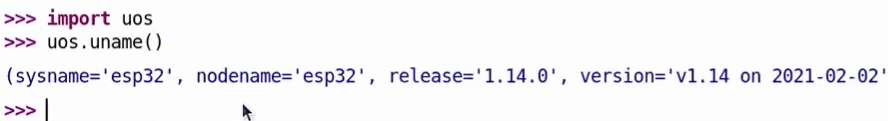 >>> import uos
>>> uos.uname()
(sysname='esp32', nodename='esp32', release='1.14.0', version='v1.14 on 2021-02-02'
>>>